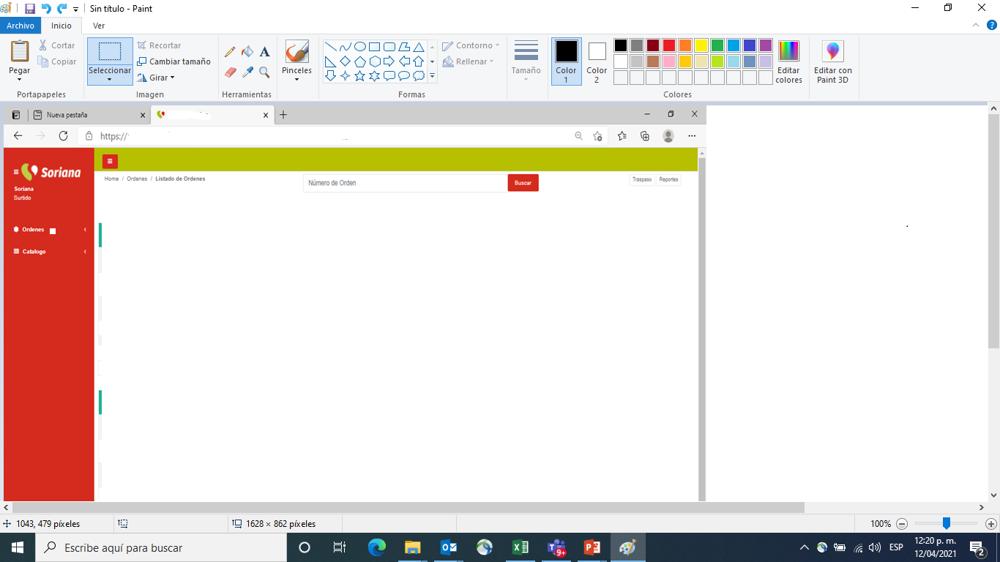 Sin título - Paint
Archivo Inicio Ver
Pegar
Cortar
Copiar
Portapapeles
Seleccionar
Recortar
Cambiar tamaño
Girar
Imagen
A
Herramientas
Pinceles
Contorno
Rellenar
Formas
Tamaño
Color 1
Color 2
Editar colores
Colores
Editar con Paint 3D
Nueva pestaña
https://
Soriana
Soriana
Surtido
Ordenes
Catalogo
Home / Ordenes / Listado de Ordenes
Número de Orden
Buscar
Traspaso
Reportes
1043, 479 píxeles
1628 × 862 píxeles
100%
Escribe aquí para buscar
9+
ESP
12:20 p. m.
12/04/2021
2